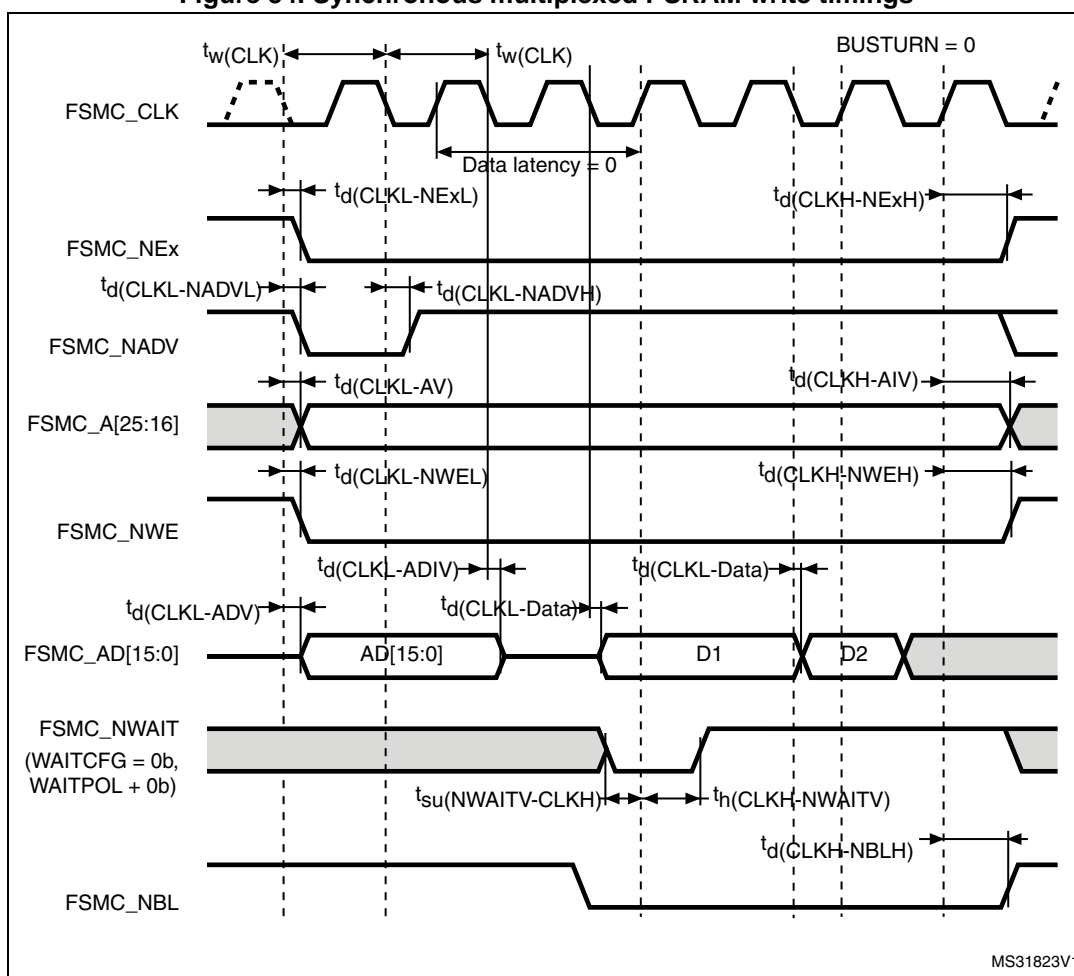 BUSTURN = 0
tw(CLK) tw(CLK)
FSMC_CLK
Data latency = 0
td(CLKL-NExL) td(CLKH-NExH)
FSMC_NEx
td(CLKL-NADVL) td(CLKL-NADVH)
FSMC_NADV
td(CLKL-AV) td(CLKH-AIV)
FSMC_A[25:16]
td(CLKL-NWEL) td(CLKH-NWEH)
FSMC_NWE
td(CLKL-ADIV) td(CLKL-Data)
td(CLKL-ADV) td(CLKL-Data)
FSMC_AD[15:0] AD[15:0] D1 D2
FSMC_NWAIT
(WAITCFG = 0b,
WAITPOL + 0b)
tsu(NWAITV-CLKH) th(CLKH-NWAITV)
td(CLKH-NBLH)
FSMC_NBL
MS31823V1